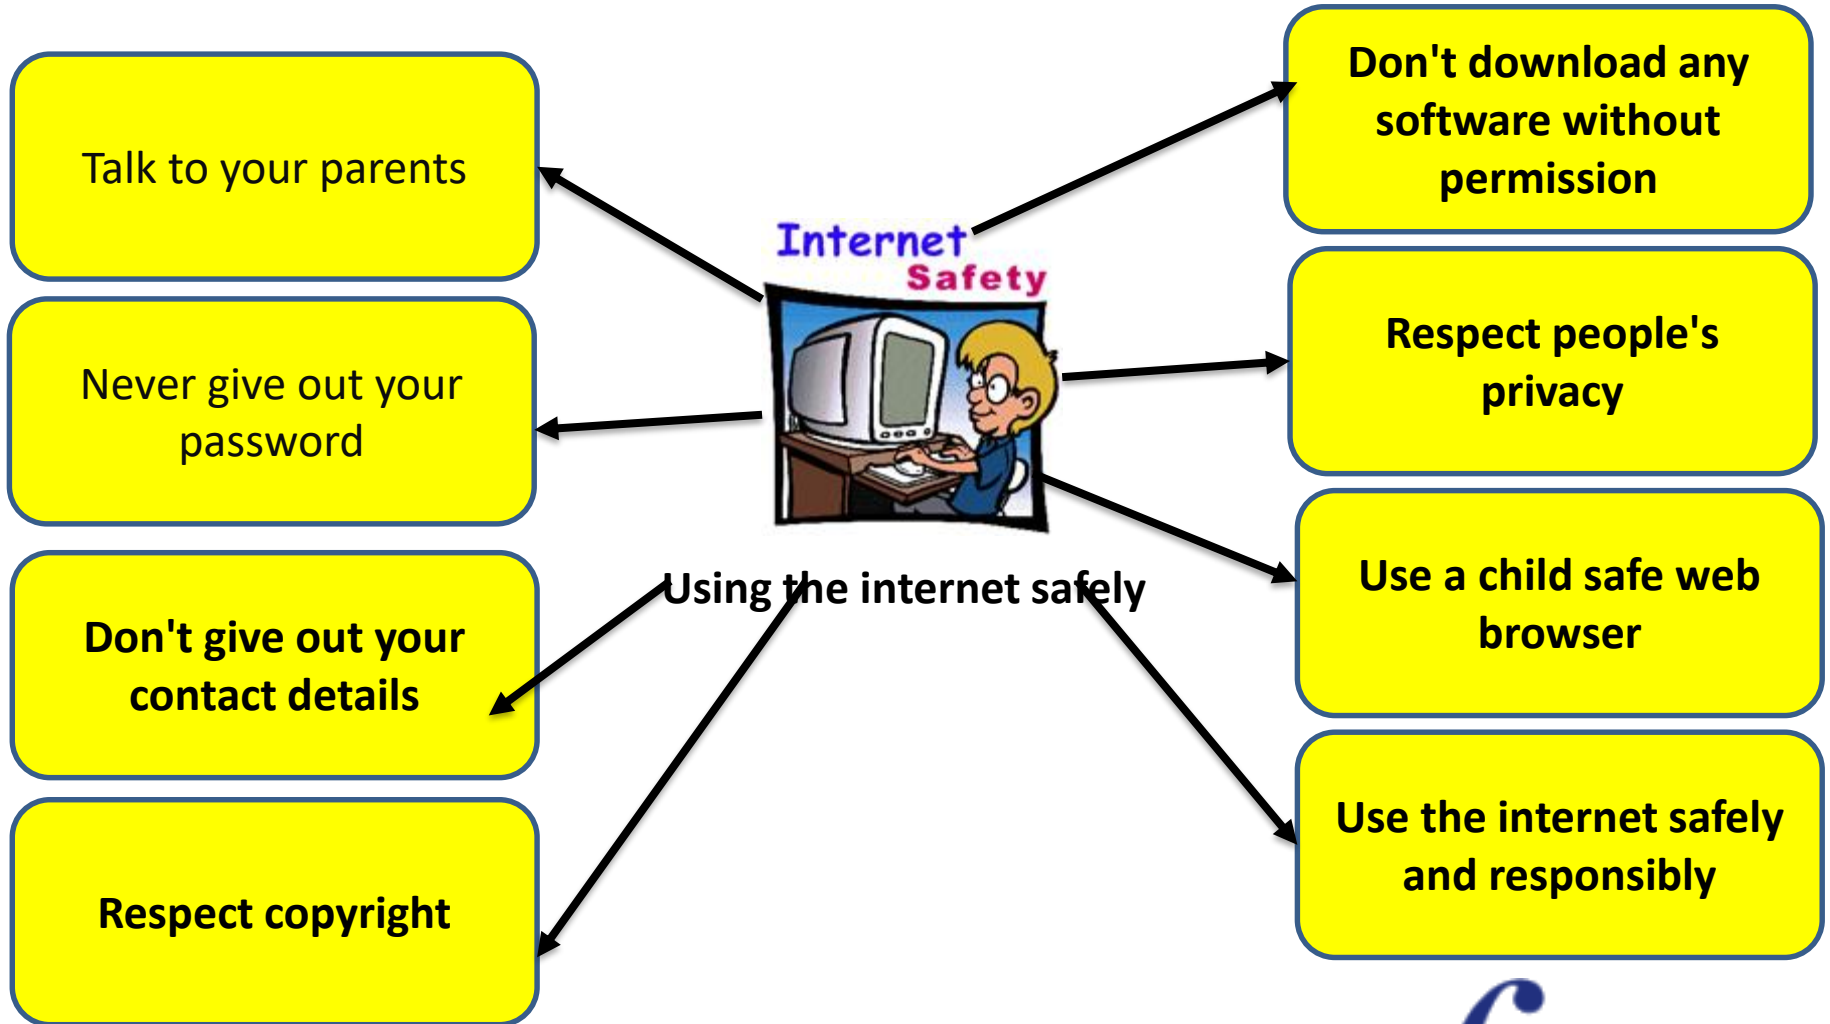 Talk to your parents
Never give out your
password
Don't give out your
contact details
Respect copyright
Internet
Safety
Using the internet safely
Don't download any
software without
permission
Respect people's
privacy
Use a child safe web
browser
Use the internet safely
and responsibly